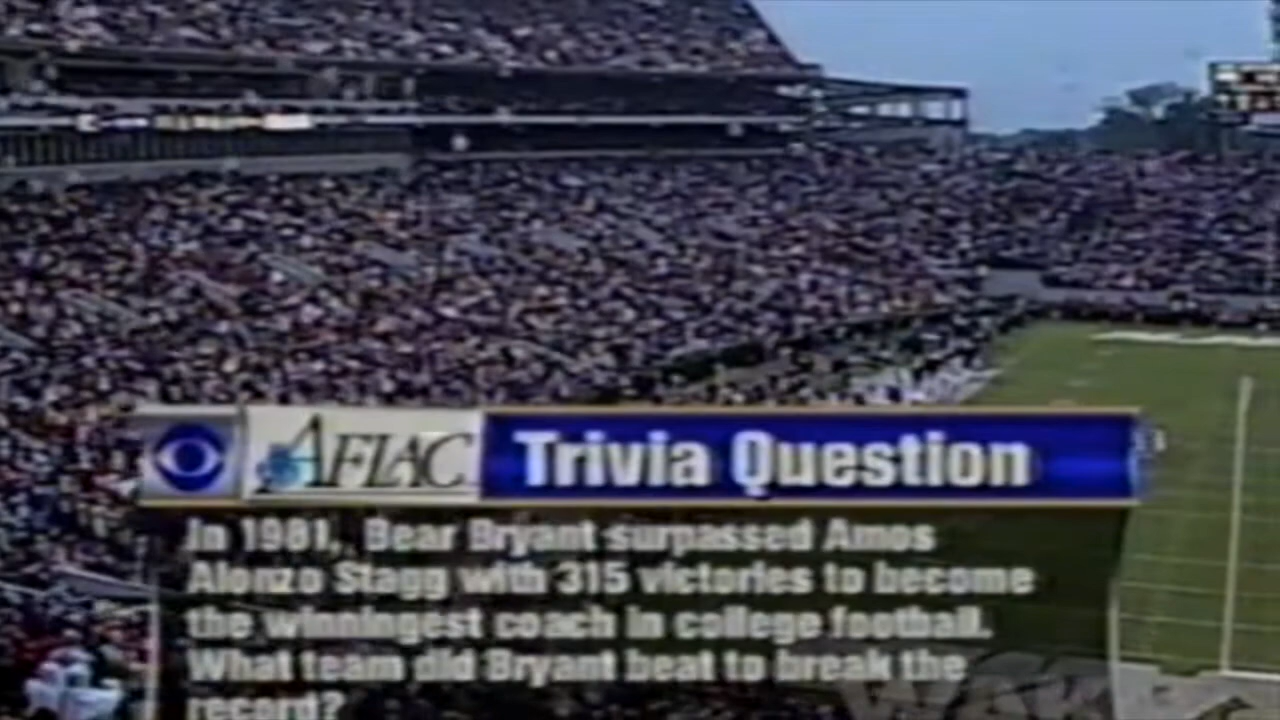 AFLAC Trivia Question
In 1981, Bear Bryant surpassed Amos
Alonzo Stagg with 315 victories to become
the winningest coach in college football.
What team did Bryant beat to break the
record?